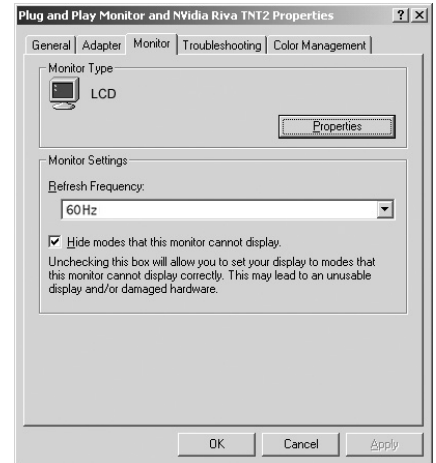 Plug and Play Monitor and NVidia Riva TNT2 Properties
General Adapter Monitor Troubleshooting Color Management
Monitor Type
LCD
Properties
Monitor Settings
Refresh Frequency:
60Hz
Hide modes that this monitor cannot display.
Unchecking this box will allow you to set your display to modes that
this monitor cannot display correctly. This may lead to an unusable
display and/or damaged hardware.
OK Cancel Apply